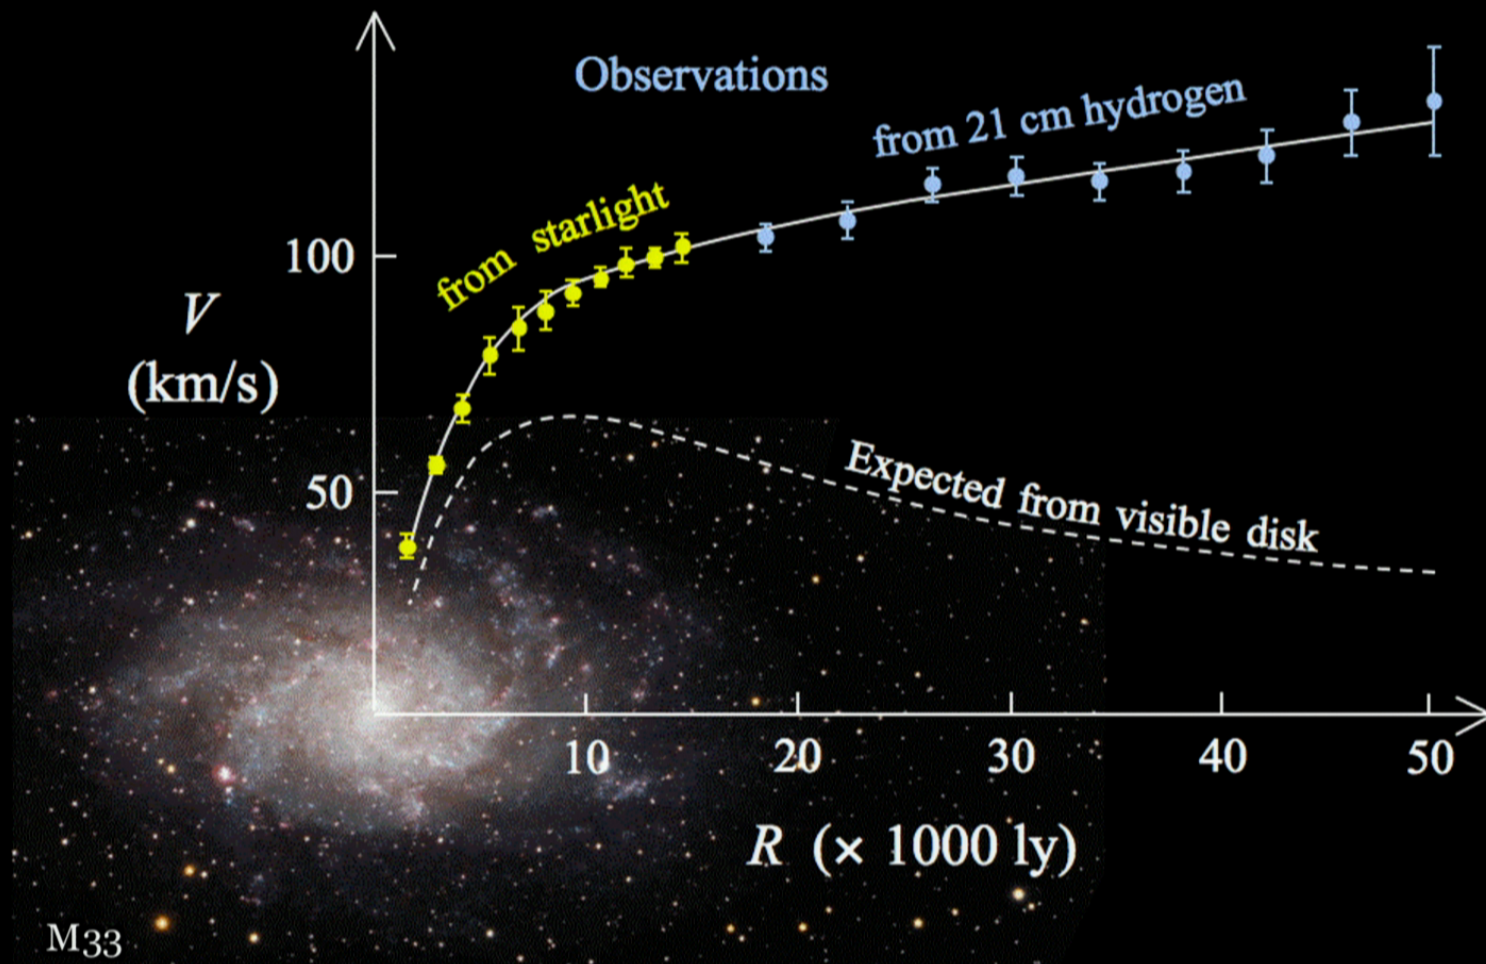 Observations
from 21 cm hydrogen
from starlight
100
V
(km/s)
50
Expected from visible disk
10
20
30
40
50
R (× 1000 ly)
M33